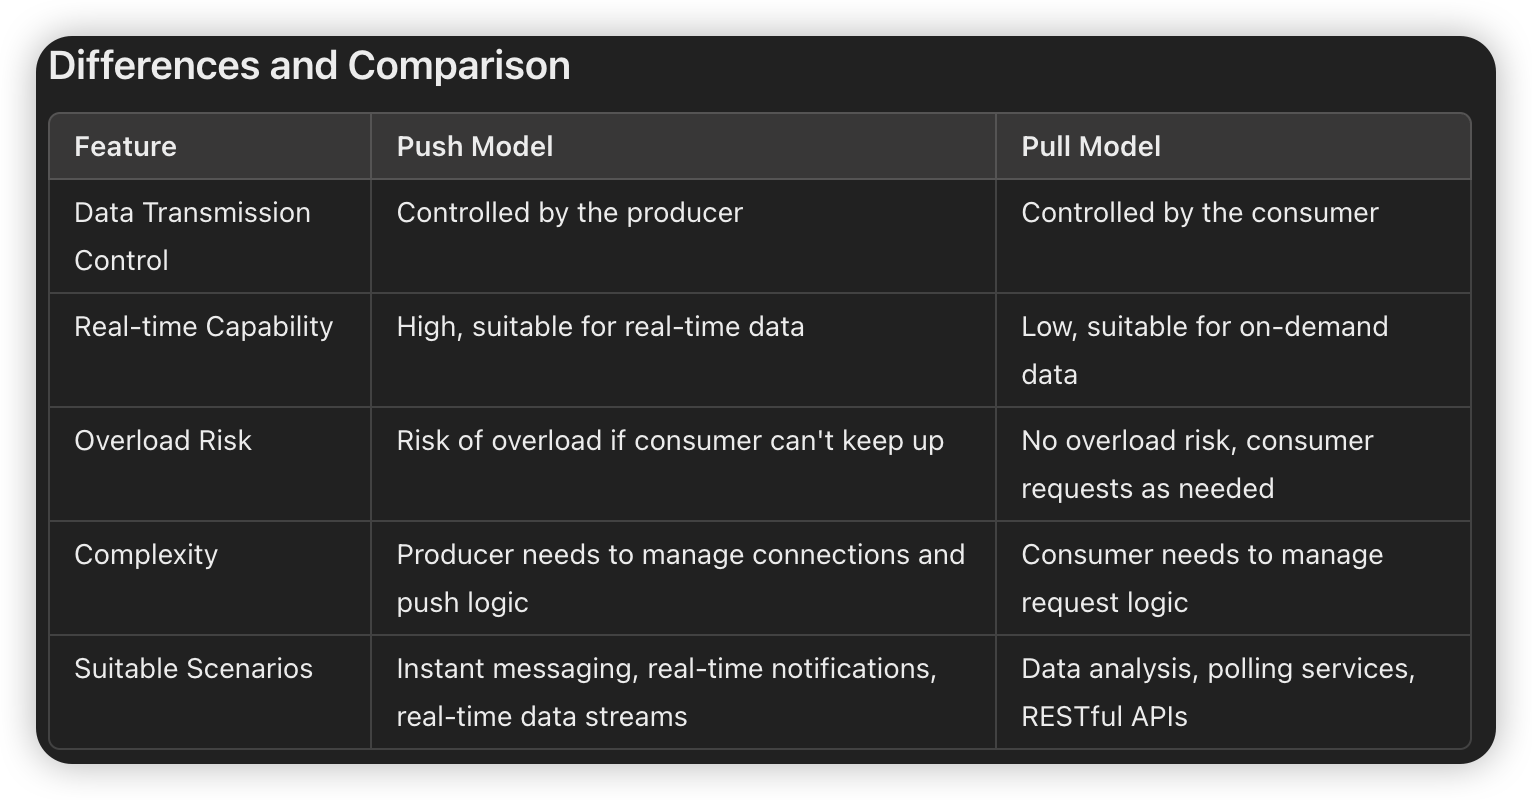 Differences and Comparison
Feature
Push Model
Pull Model
Data Transmission
Control
Controlled by the producer
Controlled by the consumer
Real-time Capability
High, suitable for real-time data
Low, suitable for on-demand
data
Overload Risk
Risk of overload if consumer can't keep up
No overload risk, consumer
requests as needed
Complexity
Producer needs to manage connections and
push logic
Consumer needs to manage
request logic
Suitable Scenarios
Instant messaging, real-time notifications,
real-time data streams
Data analysis, polling services,
RESTful APIs